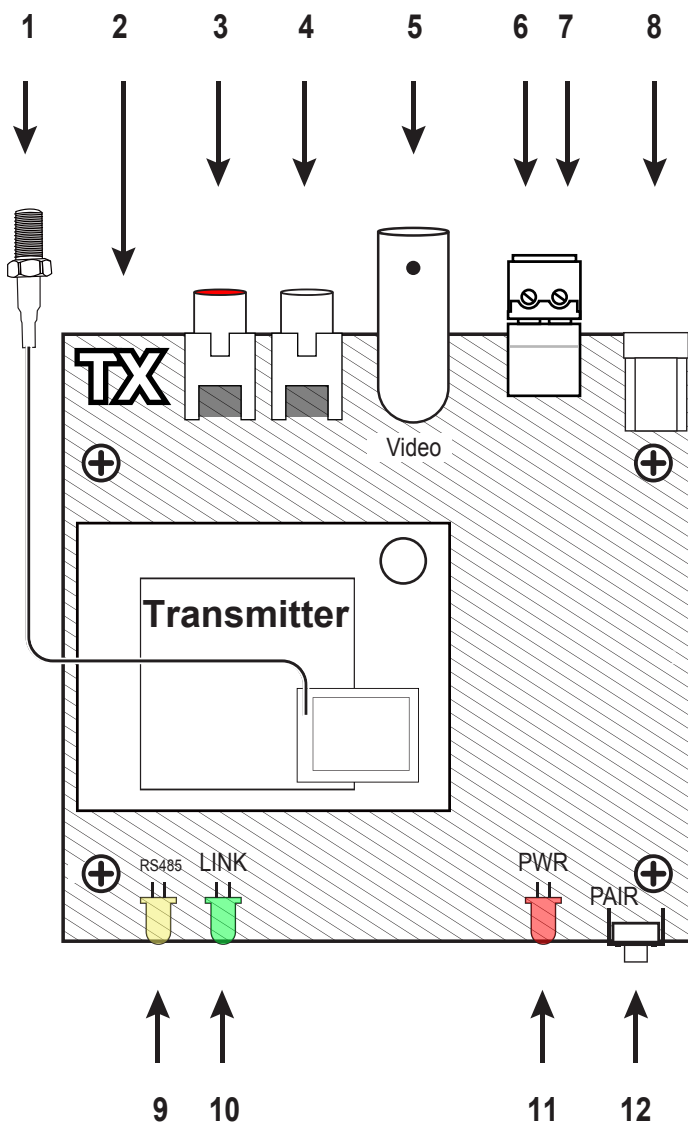 1 2 3 4 5 6 7 8
TX
Video
Transmitter
RS485 LINK PWR
PAIR
9 10 11 12